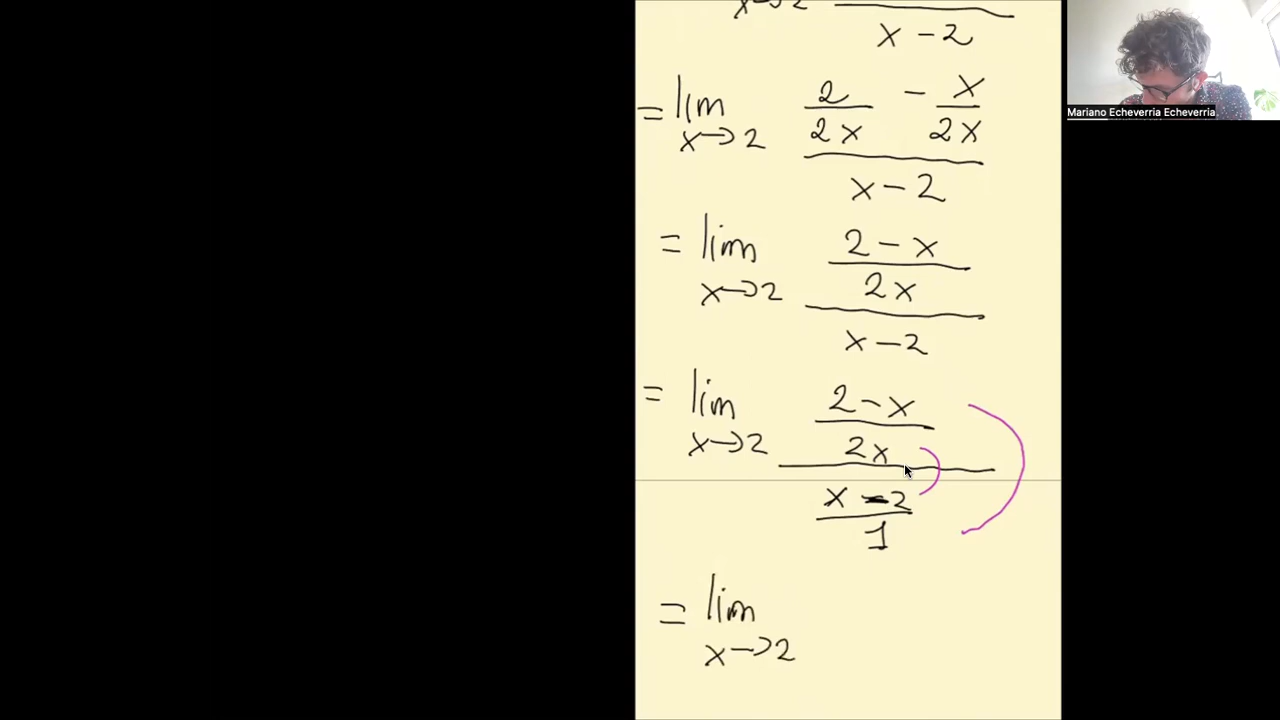 x→2
x - 2
Mariano Echeverria Echeverria
= lim 2 - x
x→2 2x 2x
x - 2
= lim 2 - x
x→2 2x
x - 2
= lim 2 - x
x→2 2x
x - 2
1
= lim
x→2